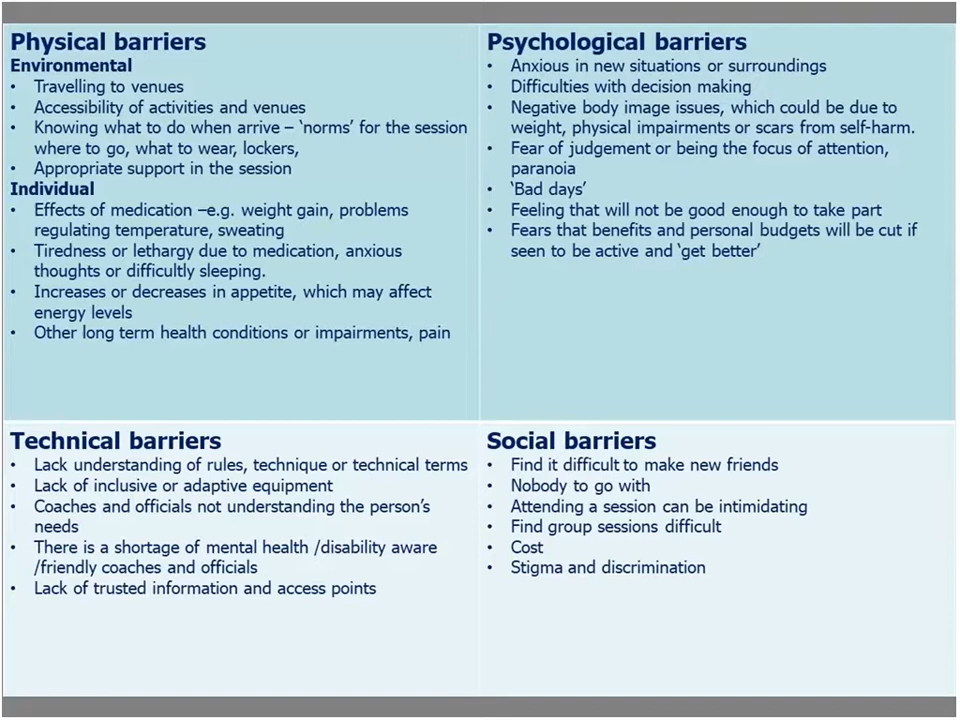 Physical barriers
Environmental
• Travelling to venues
• Accessibility of activities and venues
• Knowing what to do when arrive – ‘norms’ for the session
where to go, what to wear, lockers,
• Appropriate support in the session
Individual
• Effects of medication –e.g. weight gain, problems
regulating temperature, sweating
• Tiredness or lethargy due to medication, anxious
thoughts or difficultly sleeping.
• Increases or decreases in appetite, which may affect
energy levels
• Other long term health conditions or impairments, pain
Psychological barriers
• Anxious in new situations or surroundings
• Difficulties with decision making
• Negative body image issues, which could be due to
weight, physical impairments or scars from self-harm.
• Fear of judgement or being the focus of attention,
paranoia
• ‘Bad days’
• Feeling that will not be good enough to take part
• Fears that benefits and personal budgets will be cut if
seen to be active and ‘get better’
Technical barriers
• Lack understanding of rules, technique or technical terms
• Lack of inclusive or adaptive equipment
• Coaches and officials not understanding the person’s
needs
• There is a shortage of mental health /disability aware
/friendly coaches and officials
• Lack of trusted information and access points
Social barriers
• Find it difficult to make new friends
• Nobody to go with
• Attending a session can be intimidating
• Find group sessions difficult
• Cost
• Stigma and discrimination